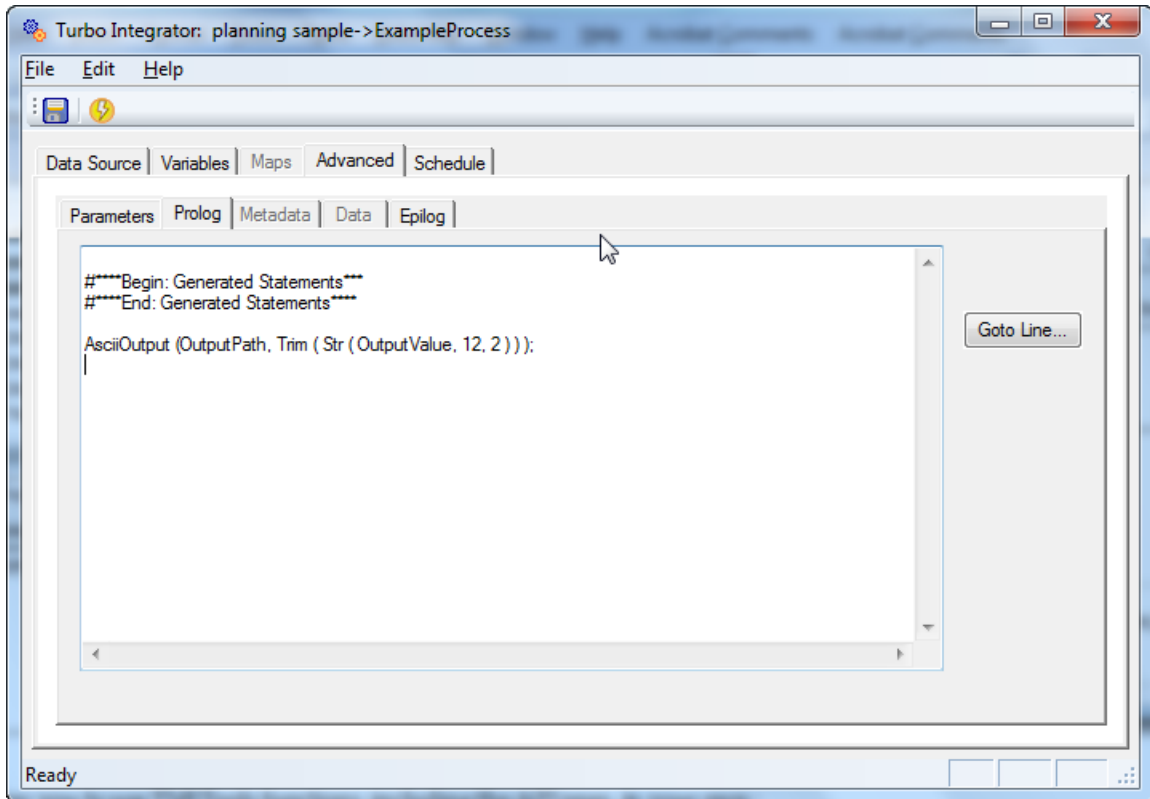 Turbo Integrator: planning sample->ExampleProcess
Help
File Edit Help
Data Source Variables Maps Advanced Schedule
Parameters Prolog Metadata Data Epilog
#****Begin: Generated Statements***
#****End: Generated Statements****
AsciiOutput (OutputPath, Trim ( Str ( OutputValue, 12, 2 ) ) );
Goto Line...
Ready